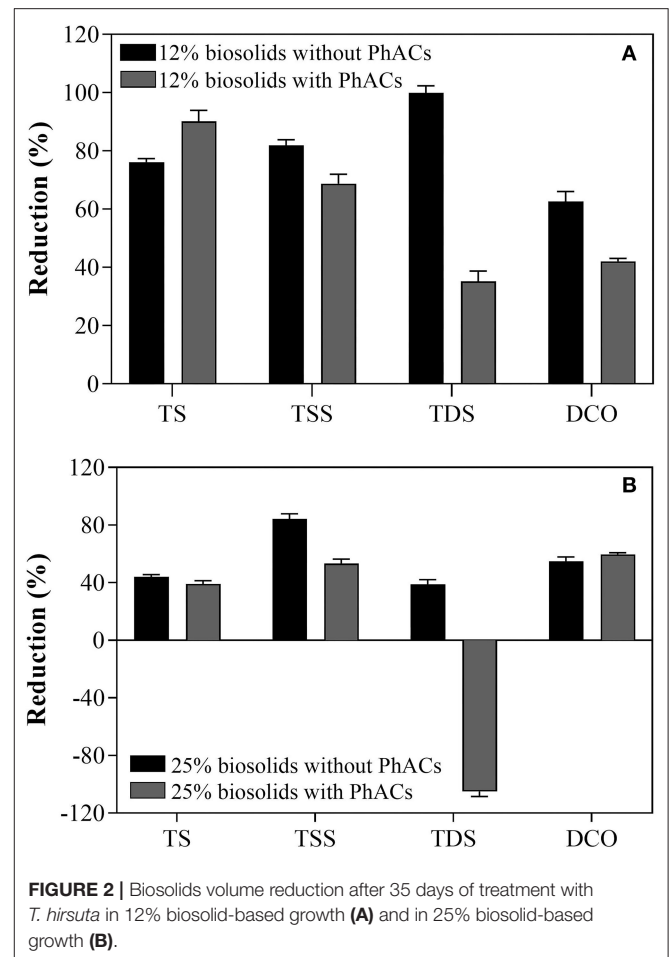 120
100
80
60
40
20
0
Reduction (%)
12% biosolids without PhACs
12% biosolids with PhACs
A
TS TSS TDS DCO
120
80
40
0
-40
-80
-120
Reduction (%)
B
25% biosolids without PhACs
25% biosolids with PhACs
TS TSS TDS DCO
FIGURE 2 | Biosolids volume reduction after 35 days of treatment with
T. hirsuta in 12% biosolid-based growth (A) and in 25% biosolid-based
growth (B).